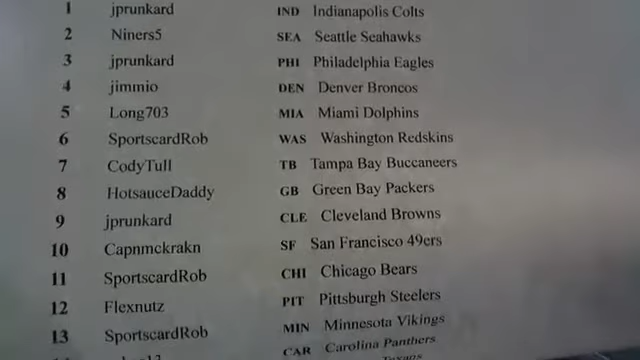 1 jprunkard IND Indianapolis Colts
2 Niners5 SEA Seattle Seahawks
3 jprunkard PHI Philadelphia Eagles
4 jimmio DEN Denver Broncos
5 Long703 MIA Miami Dolphins
6 SportscardRob WAS Washington Redskins
7 CodyTull TB Tampa Bay Buccaneers
8 HotsauceDaddy GB Green Bay Packers
9 jprunkard CLE Cleveland Browns
10 Capnmckrakn SF San Francisco 49ers
11 SportscardRob CHI Chicago Bears
12 Flexnutz PIT Pittsburgh Steelers
13 SportscardRob MIN Minnesota Vikings
CAR Carolina Panthers
Texans